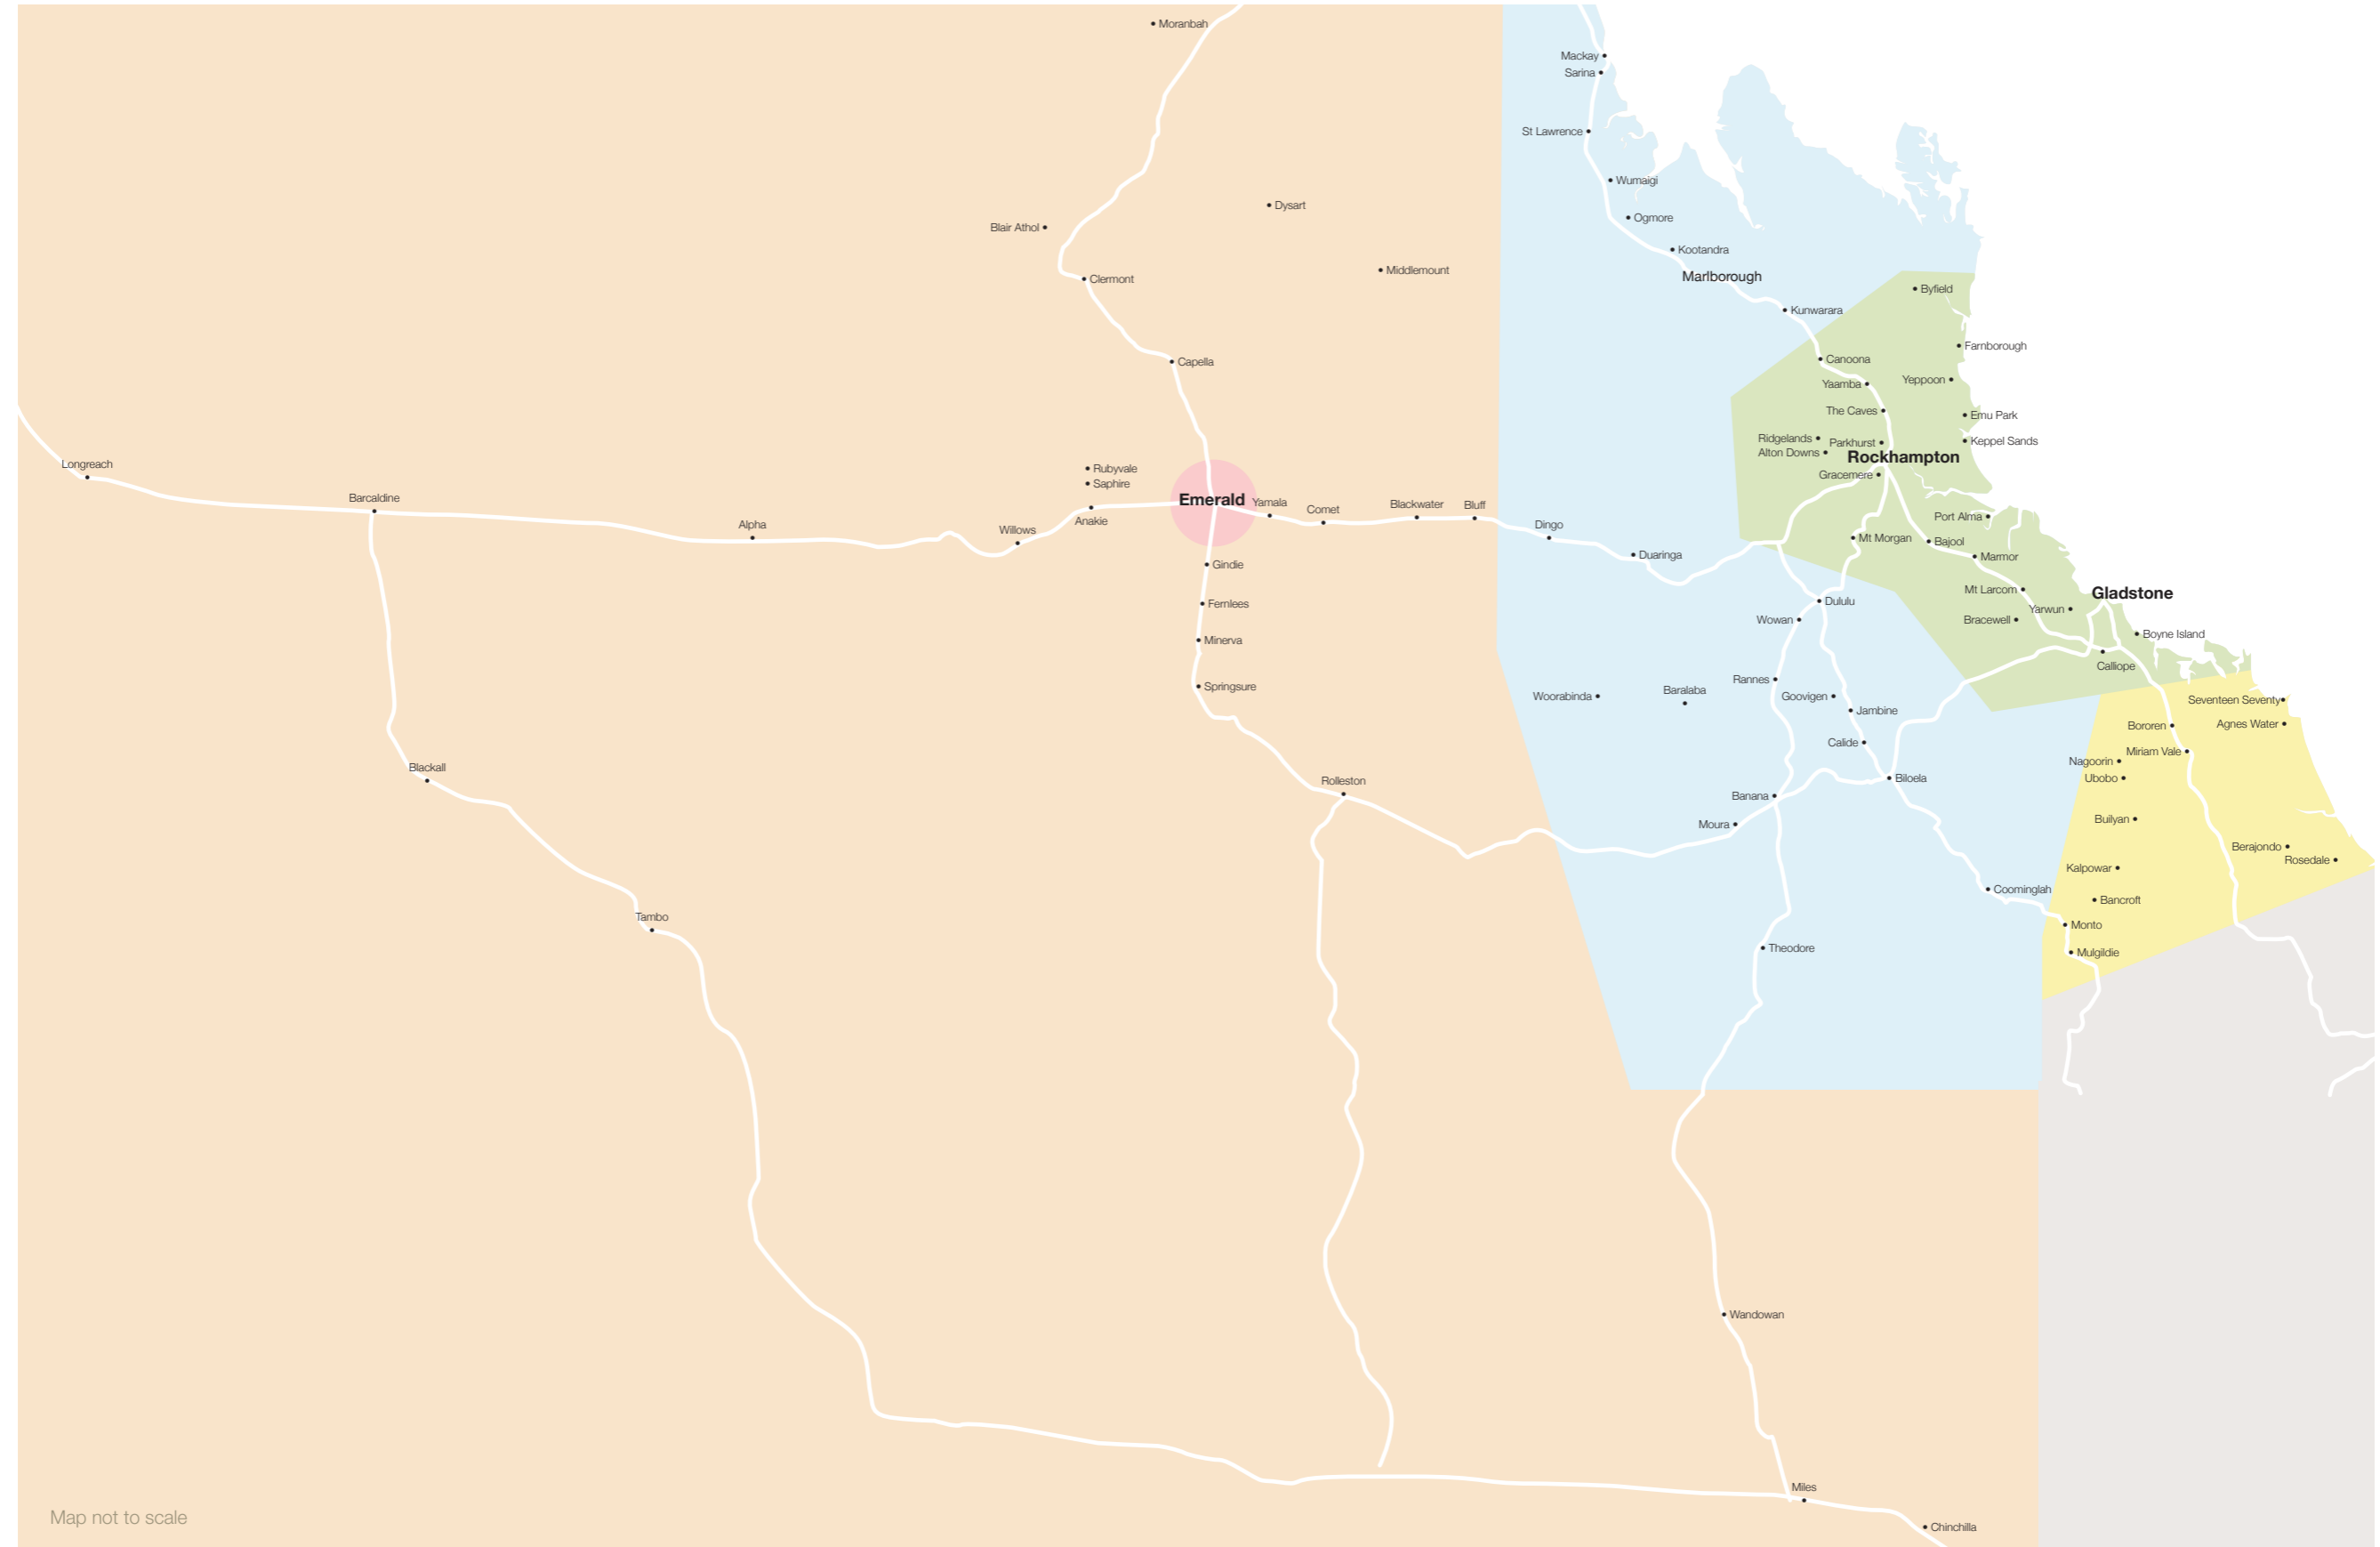 Moranbah
Mackay
Sarina
St Lawrence
Wumaigi
Dysart
Ogmore
Blair Athol
Kootandra
Middlemount
Marlborough
Clermont
Byfield
Kunwarara
Farnborough
Canoona
Capella
Yeppoon
Yaamba
The Caves
Emu Park
Ridgelands
Keppel Sands
Parkhurst
Alton Downs
Rockhampton
Longreach
Rubyvale
Gracemere
Saphire
Barcaldine
Emerald
Yamala
Blackwater
Bluff
Comet
Port Alma
Anakie
Alpha
Dingo
Willows
Mt Morgan
Bajool
Duaringa
Marmor
Gindie
Mt Larcom
Gladstone
Dululu
Fernlees
Yarwun
Wowan
Bracewell
Boyne Island
Minerva
Calliope
Rannes
Springsure
Baralaba
Woorabinda
Goovigen
Seventeen Seventy
Jambine
Agnes Water
Bororen
Calide
Miriam Vale
Nagoorin
Blackall
Ubobo
Biloela
Rolleston
Banana
Builyan
Moura
Berajondo
Rosedale
Kalpowar
Coominglah
Bancroft
Tambo
Monto
Theodore
Mulgildie
Wandowan
Miles
Map not to scale
Chinchilla